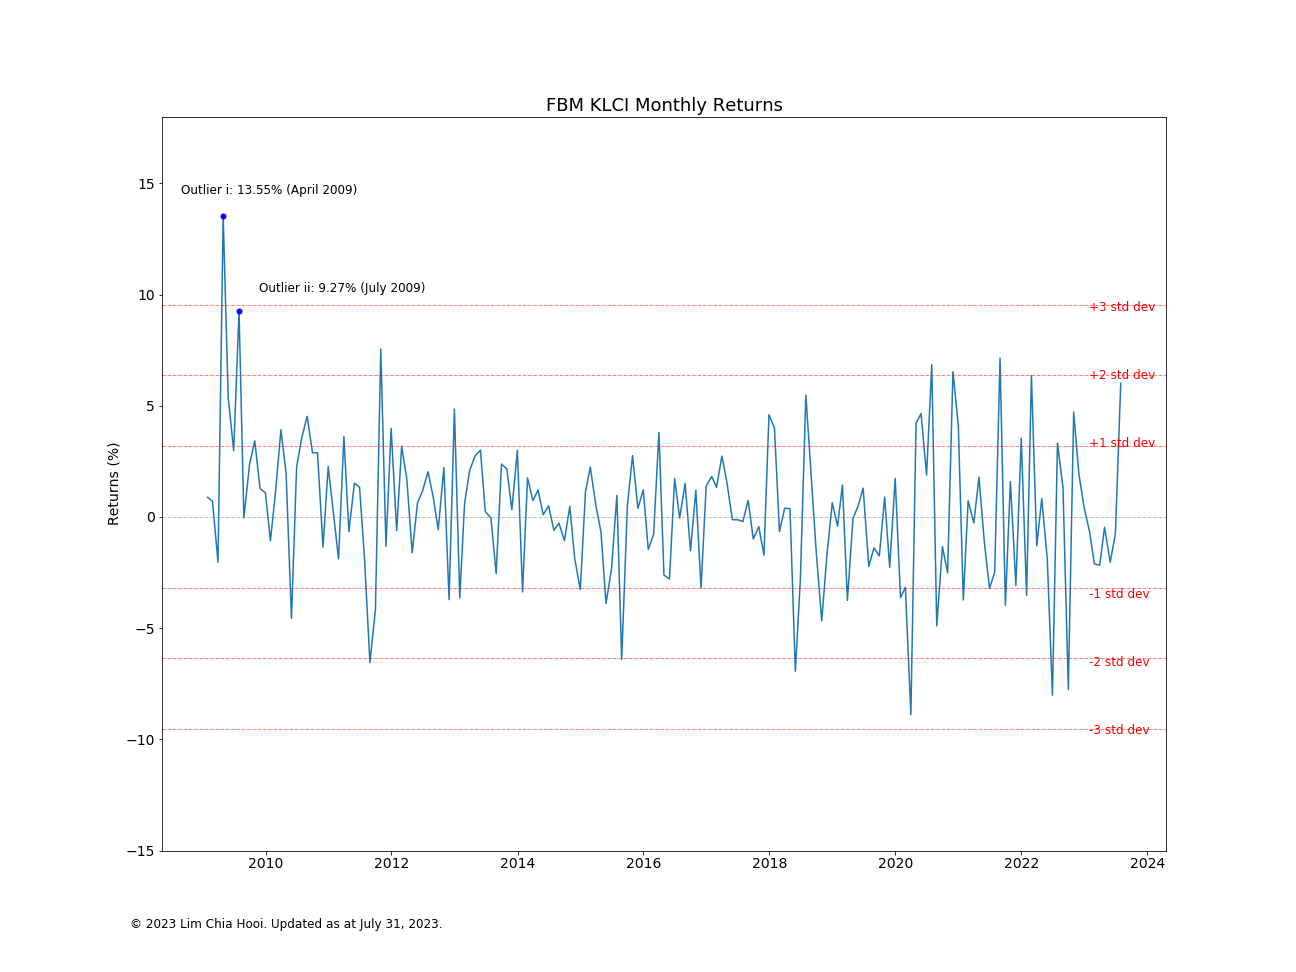 FBM KLCI Monthly Returns
15
Outlier i: 13.55% (April 2009)
Outlier ii: 9.27% (July 2009)
10
+3 std dev
+2 std dev
5
+1 std dev
Returns (%)
0
-1 std dev
−5
-2 std dev
-3 std dev
−10
−15
2010 2012 2014 2016 2018 2020 2022 2024
© 2023 Lim Chia Hooi. Updated as at July 31, 2023.